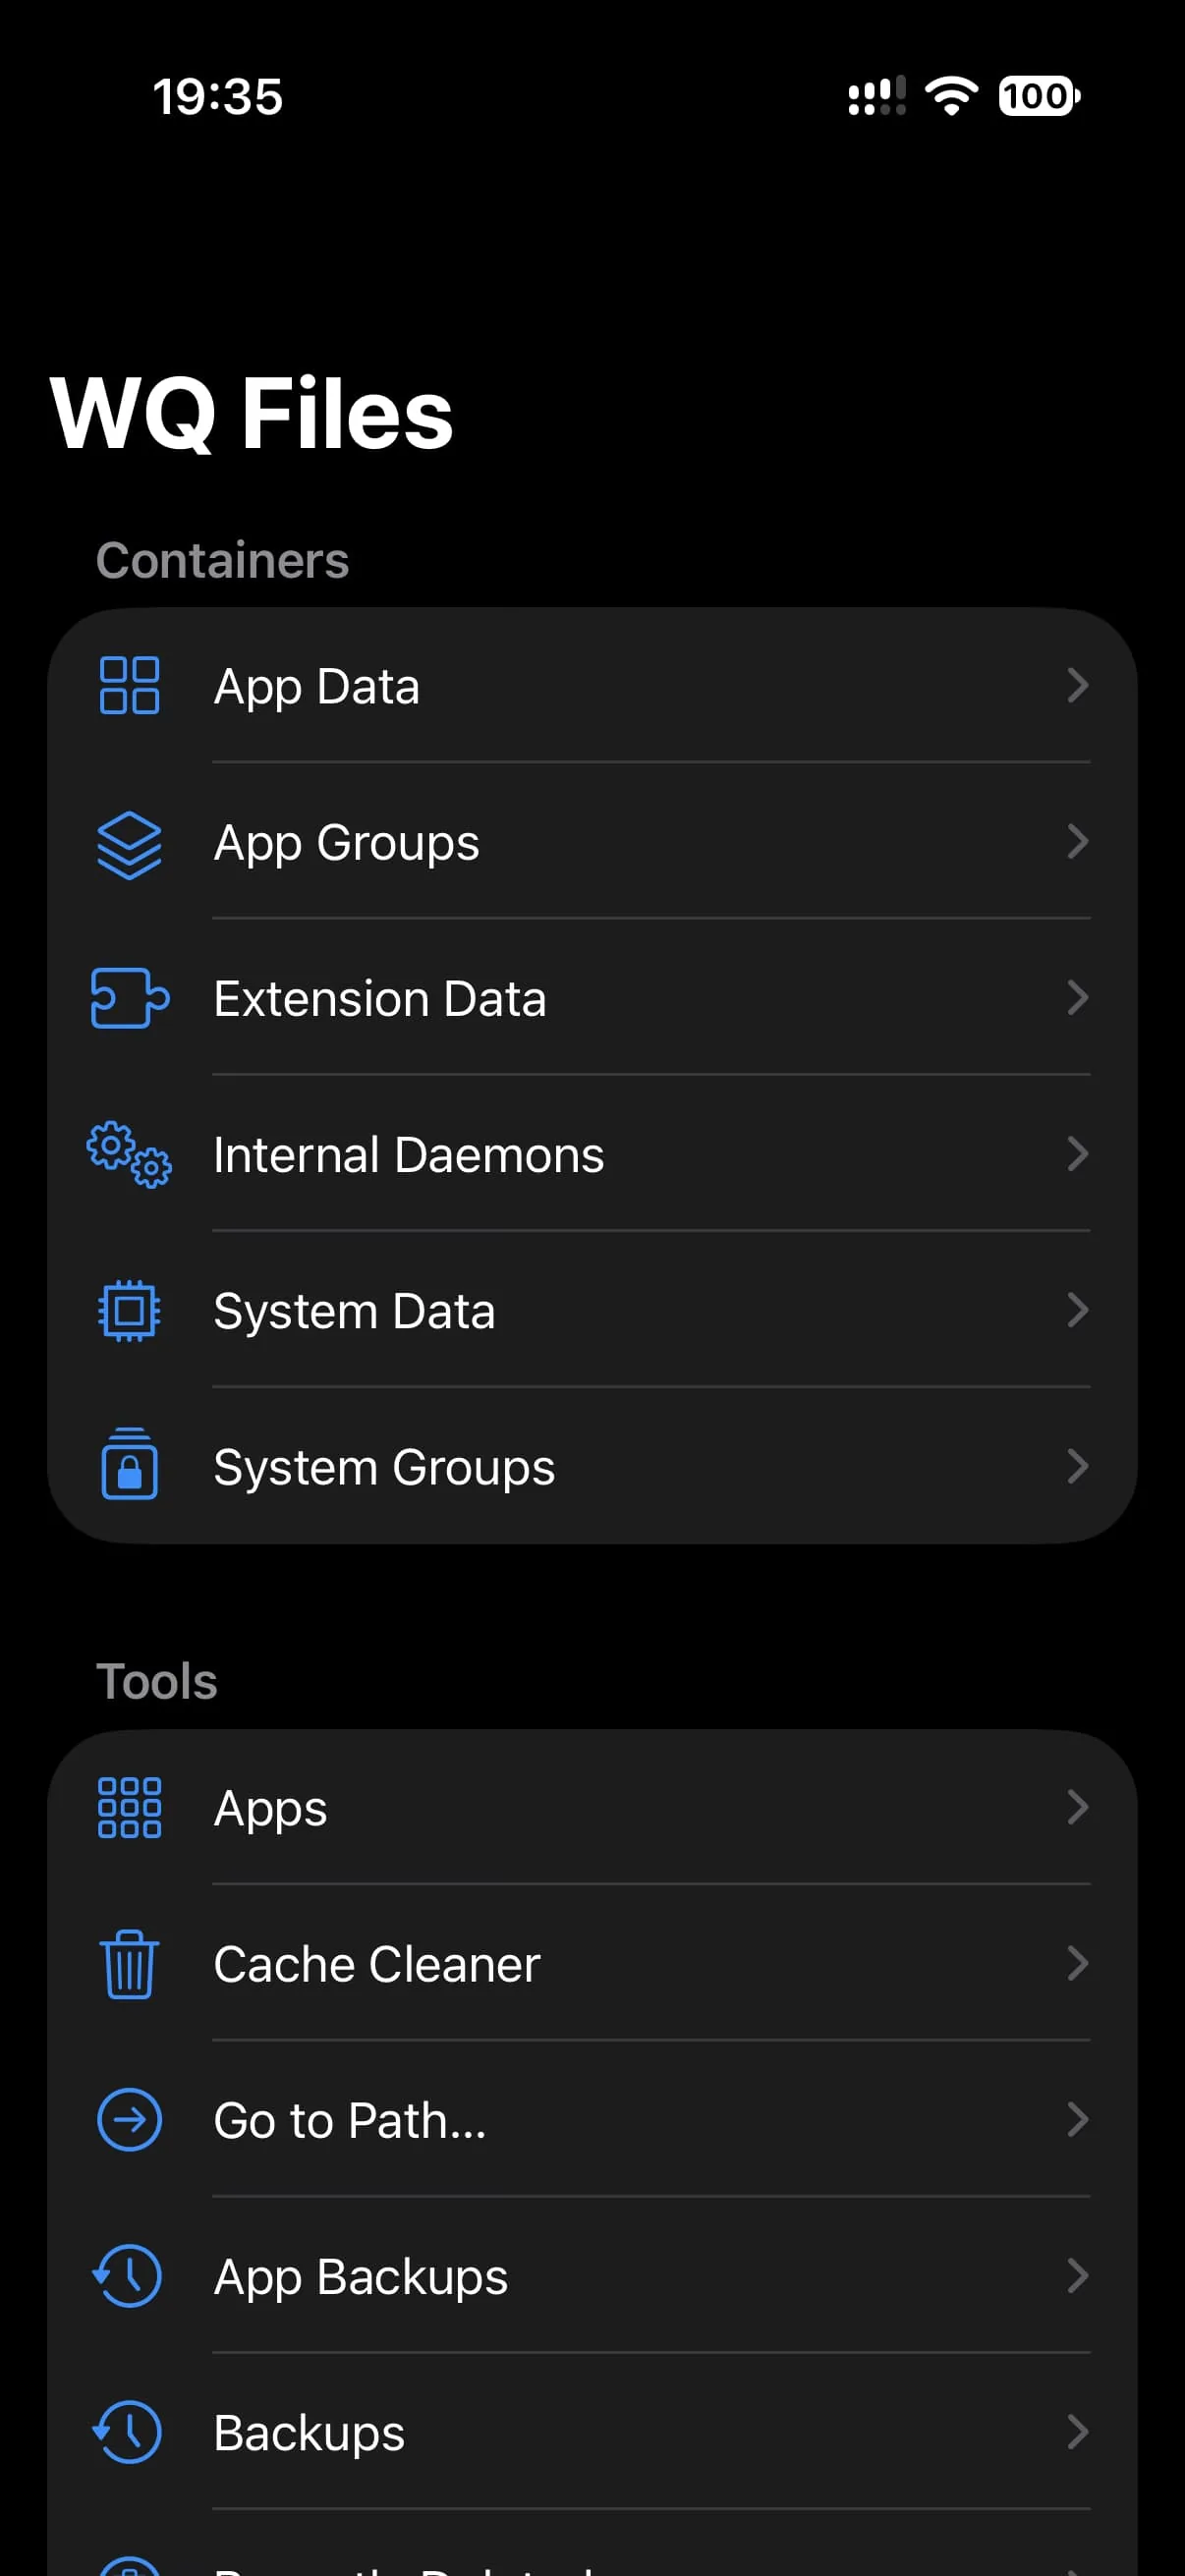 19:35
100
WQ Files
Containers
App Data
App Groups
Extension Data
Internal Daemons
System Data
System Groups
Tools
Apps
Cache Cleaner
Go to Path...
App Backups
Backups